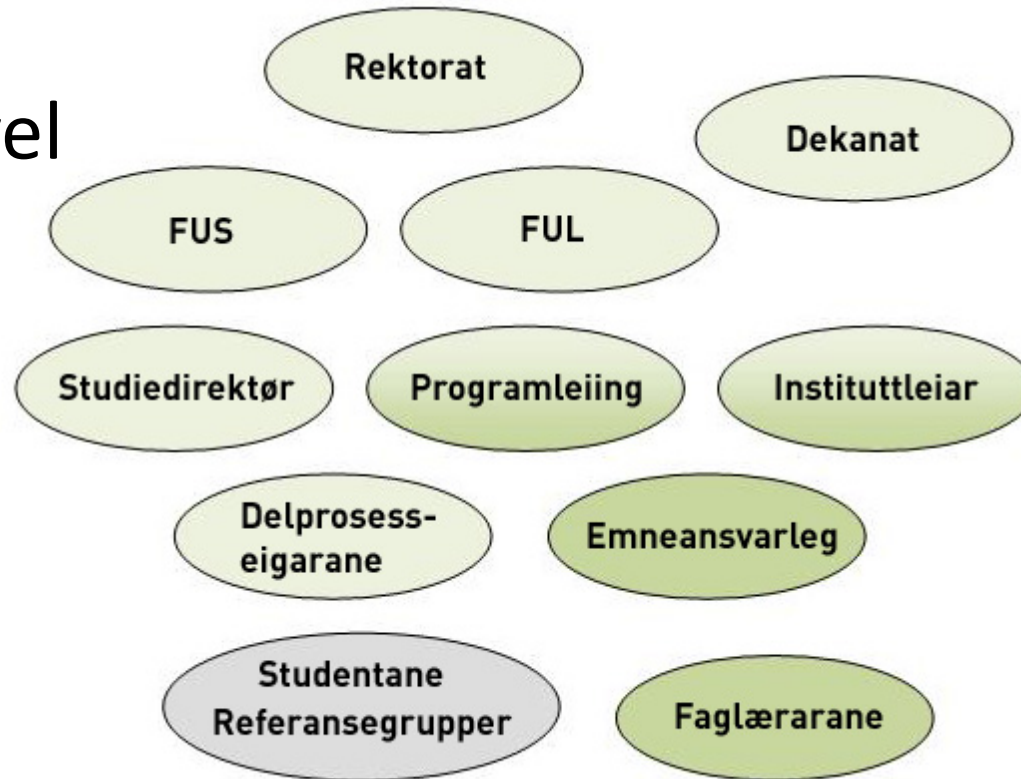 Rektorat
Dekanat
FUS
FUL
Studiedirektør
Programleiing
Instituttleiar
Delprosess-
eigarane
Emneansvarleg
Studentane
Referansegrupper
Faglærarane